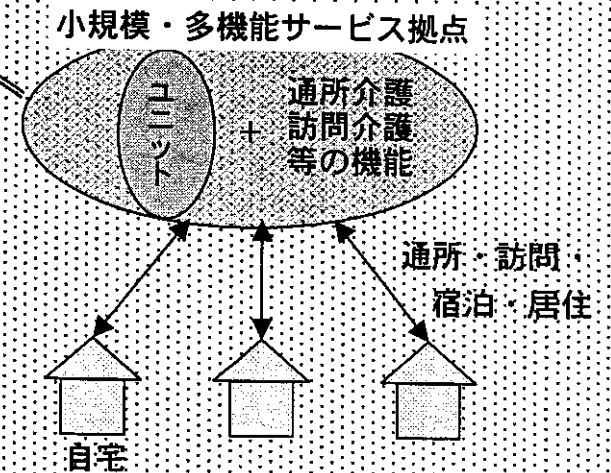 小規模・多機能サービス拠点
ユニット
+
通所介護
訪問介護
等の機能
通所・訪問・
宿泊・居住
自宅